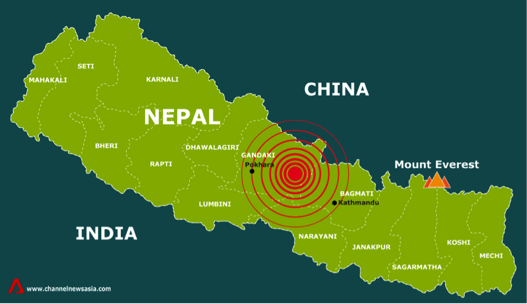 SETI
MAHAKALI
KARNALI
CHINA
NEPAL
BHERI
DHAWALAGIRI
GANDAKI
Pokhara
RAPTI
Mount Everest
BAGMATI
Kathmandu
LUMBINI
INDIA
NARAYANI
JANAKPUR
KOSHI
MECHI
SAGARMATHA
www.channelnewsasia.com